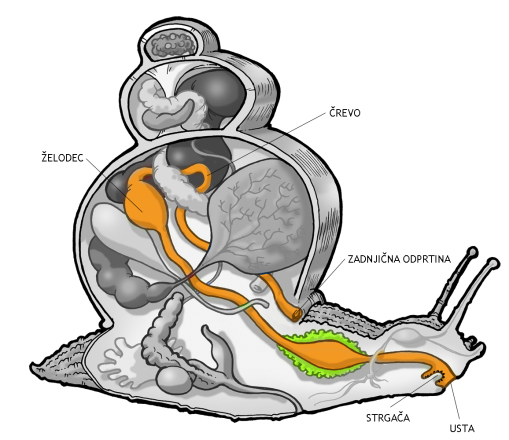 ČREVO
ŽELODEC
ZADNJIČNA ODPRTINA
STRGAČA
USTA